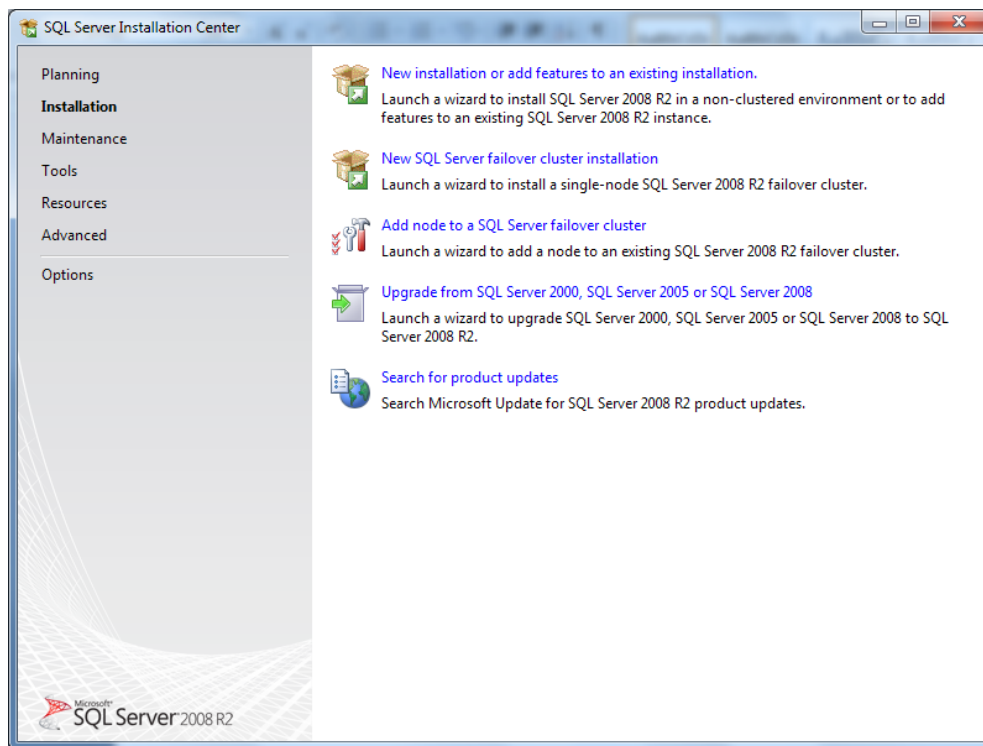 SQL Server Installation Center
Planning
Installation
Maintenance
Tools
Resources
Advanced
Options
New installation or add features to an existing installation.
Launch a wizard to install SQL Server 2008 R2 in a non-clustered environment or to add
features to an existing SQL Server 2008 R2 instance.
New SQL Server failover cluster installation
Launch a wizard to install a single-node SQL Server 2008 R2 failover cluster.
Add node to a SQL Server failover cluster
Launch a wizard to add a node to an existing SQL Server 2008 R2 failover cluster.
Upgrade from SQL Server 2000, SQL Server 2005 or SQL Server 2008
Launch a wizard to upgrade SQL Server 2000, SQL Server 2005 or SQL Server 2008 to SQL
Server 2008 R2.
Search for product updates
Search Microsoft Update for SQL Server 2008 R2 product updates.
Microsoft
SQL Server 2008 R2